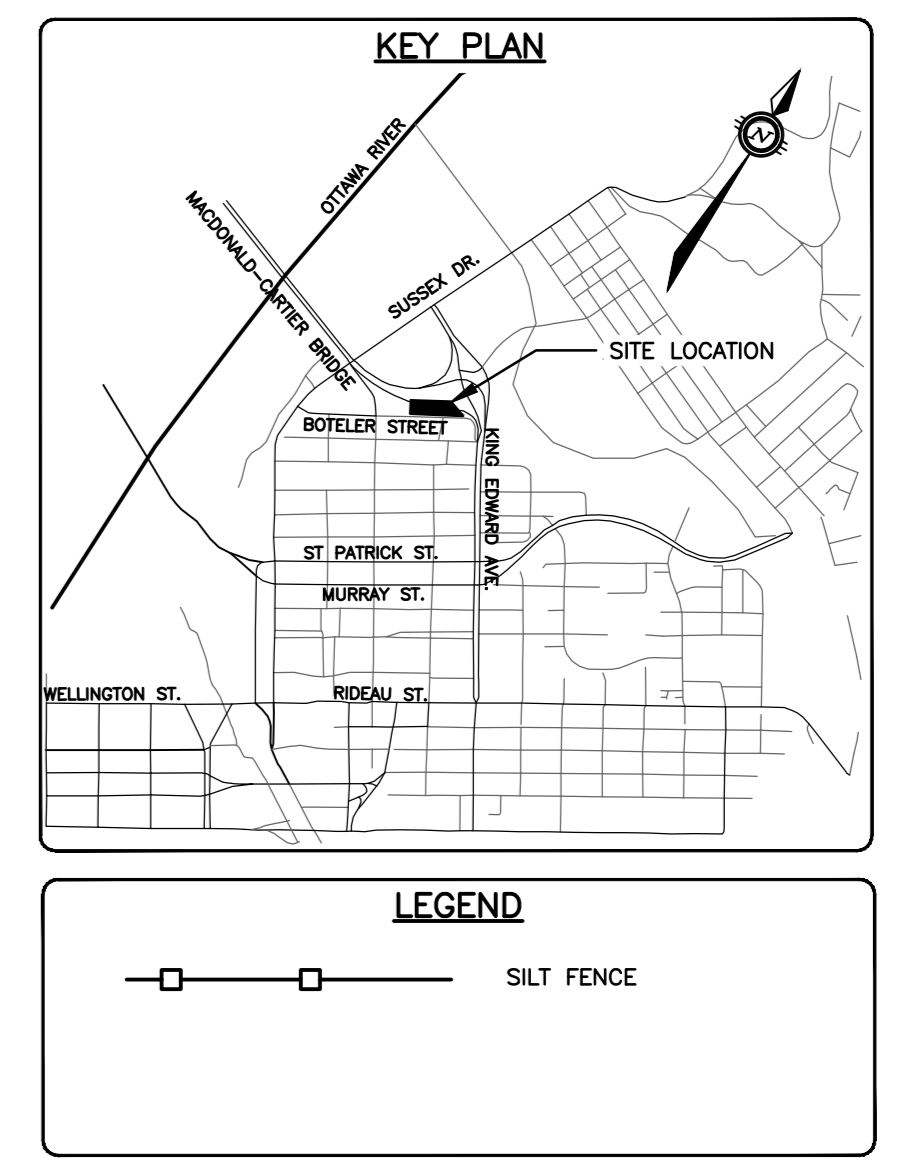 KEY PLAN
N
OTTAWA RIVER
MACDONALD-CARTIER BRIDGE
SUSSEX DR.
SITE LOCATION
BOTELER STREET
KING EDWARD AVE.
ST PATRICK ST.
MURRAY ST.
WELLINGTON ST.
RIDEAU ST.
LEGEND
SILT FENCE